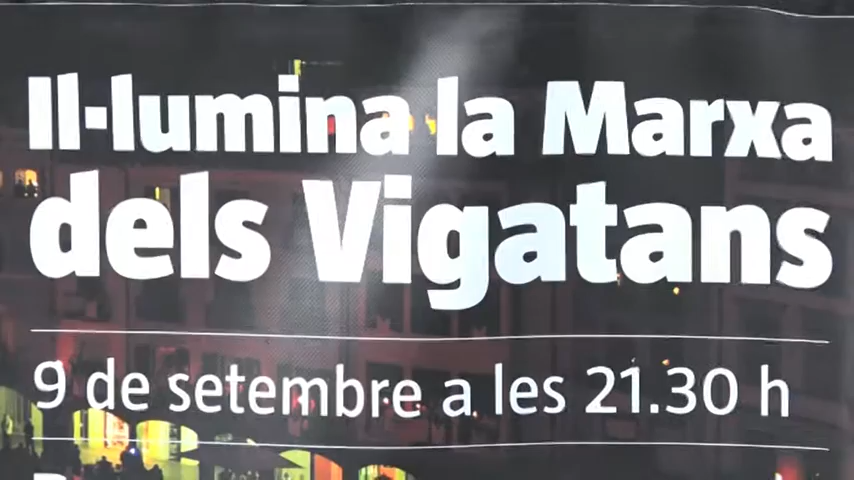 Il·lumina la Marxa
dels Vigatans
9 de setembre a les 21.30 h